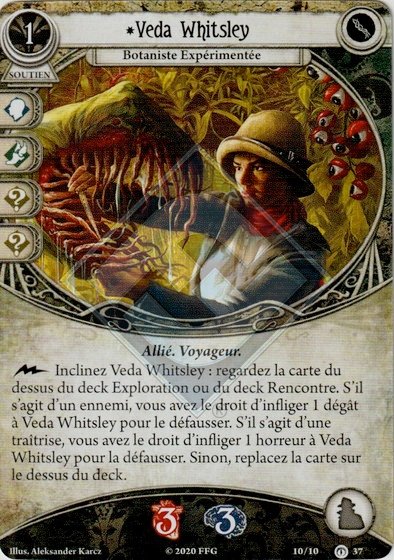 1
*Veda Whitsley
SOUTIEN
Botaniste Expérimentée
?
?
Allié. Voyageur.
Inclinez Veda Whitsley : regardez la carte du
dessus du deck Exploration ou du deck Rencontre. S'il
s'agit d'un ennemi, vous avez le droit d'infliger 1 dégât
à Veda Whitsley pour le défausser. S'il s'agit d'une
traîtrise, vous avez le droit d'infliger 1 horreur à Veda
Whitsley pour la défausser. Sinon, replacez la carte sur
le dessus du deck.
3 3
Illus. Aleksander Karcz © 2020 FFG 10/10 37